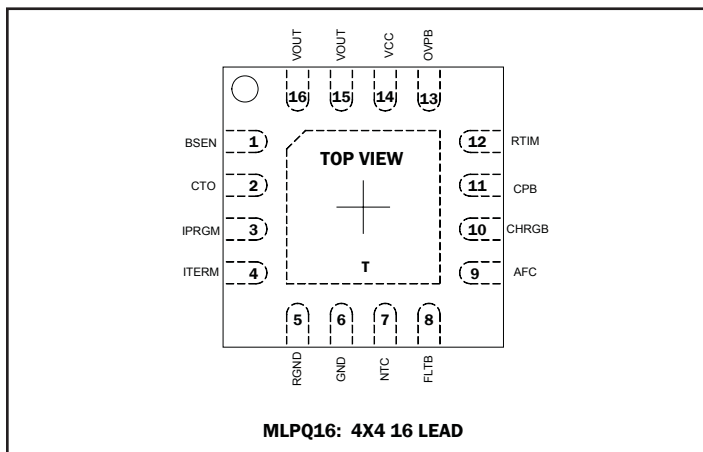 VOUT VOUT VCC OVPB
16 15 14 13
BSEN 1 TOP VIEW 12 RTIM
CTO 2 11 CPB
IPRGM 3 10 CHRGB
ITERM 4 T 9 AFC
5 6 7 8
RGND GND NTC FLTB
MLPQ16: 4X4 16 LEAD